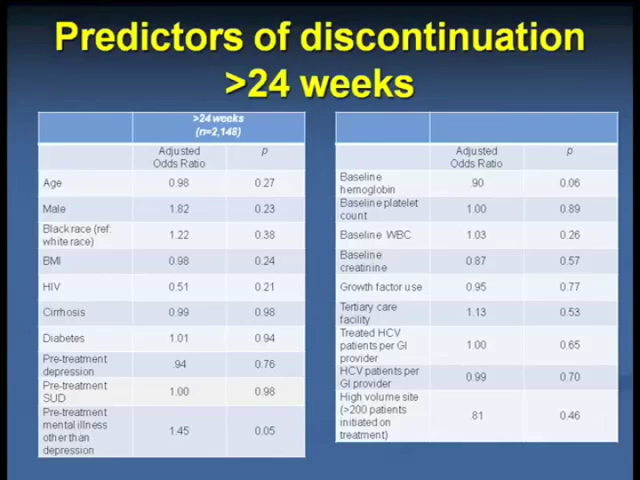 Predictors of discontinuation
>24 weeks
>24 weeks
(n=2,148)
Adjusted
Odds Ratio
p
Age 0.98 0.27
Male 1.82 0.23
Black race (ref:
white race) 1.22 0.38
BMI 0.98 0.24
HIV 0.51 0.21
Cirrhosis 0.99 0.98
Diabetes 1.01 0.94
Pre-treatment
depression .94 0.76
Pre-treatment
SUD 1.00 0.98
Pre-treatment
mental illness
other than
depression 1.45 0.05
Adjusted
Odds Ratio
p
Baseline
hemoglobin .90 0.06
Baseline platelet
count 1.00 0.89
Baseline WBC 1.03 0.26
Baseline
creatinine 0.87 0.57
Growth factor use 0.95 0.77
Tertiary care
facility 1.13 0.53
Treated HCV
patients per GI
provider 1.00 0.65
HCV patients per
GI provider 0.99 0.70
High volume site
(>200 patients
initiated on
treatment) .81 0.46